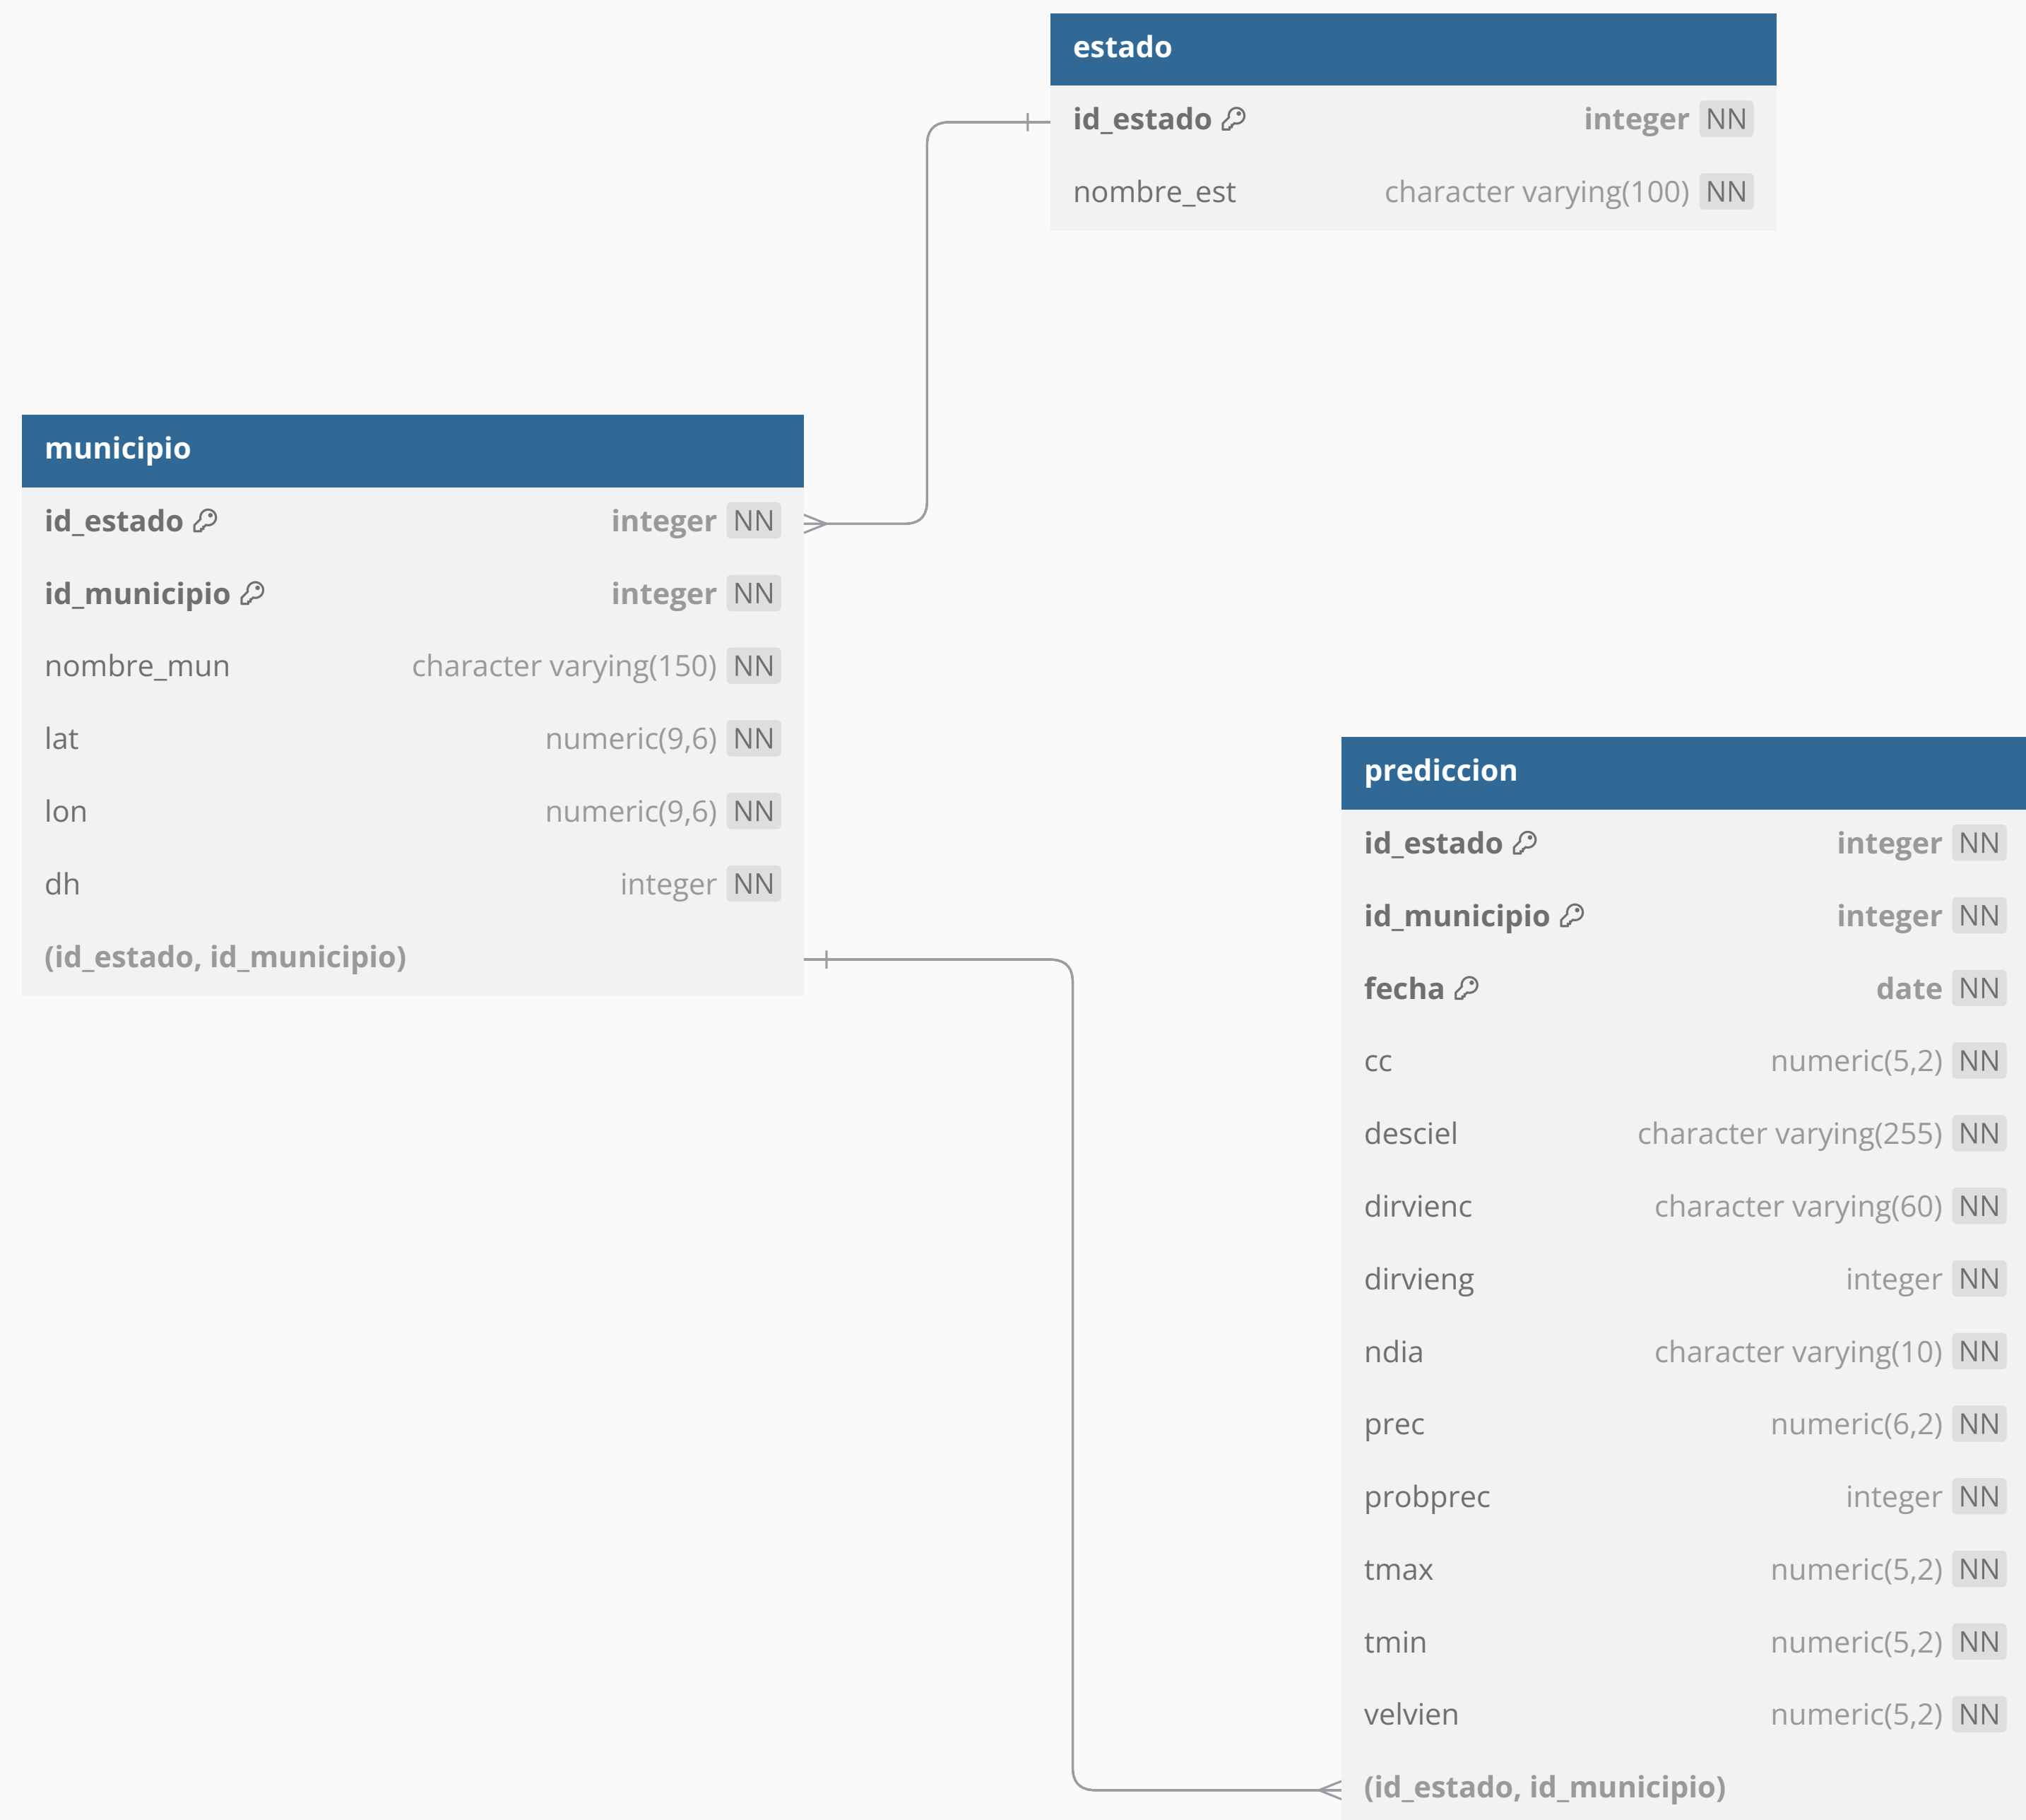 estado
id_estado integer NN
nombre_est character varying(100) NN
municipio
id_estado integer NN
id_municipio integer NN
nombre_mun character varying(150) NN
lat numeric(9,6) NN
lon numeric(9,6) NN
dh integer NN
(id_estado, id_municipio)
prediccion
id_estado integer NN
id_municipio integer NN
fecha date NN
cc numeric(5,2) NN
desciel character varying(255) NN
dirvienc character varying(60) NN
dirvieng integer NN
ndia character varying(10) NN
prec numeric(6,2) NN
probprec integer NN
tmax numeric(5,2) NN
tmin numeric(5,2) NN
velvien numeric(5,2) NN
(id_estado, id_municipio)